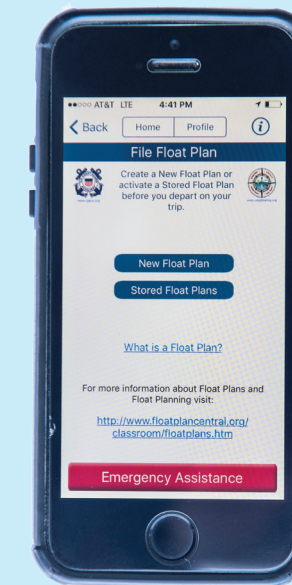 AT&T LTE 4:41 PM
Back Home Profile i
File Float Plan
Create a New Float Plan or
activate a Stored Float Plan
before you depart on your
trip.
New Float Plan
Stored Float Plans
What is a Float Plan?
For more information about Float Plans and
Float Planning visit:
http://www.floatplancentral.org/
classroom/floatplans.htm
Emergency Assistance